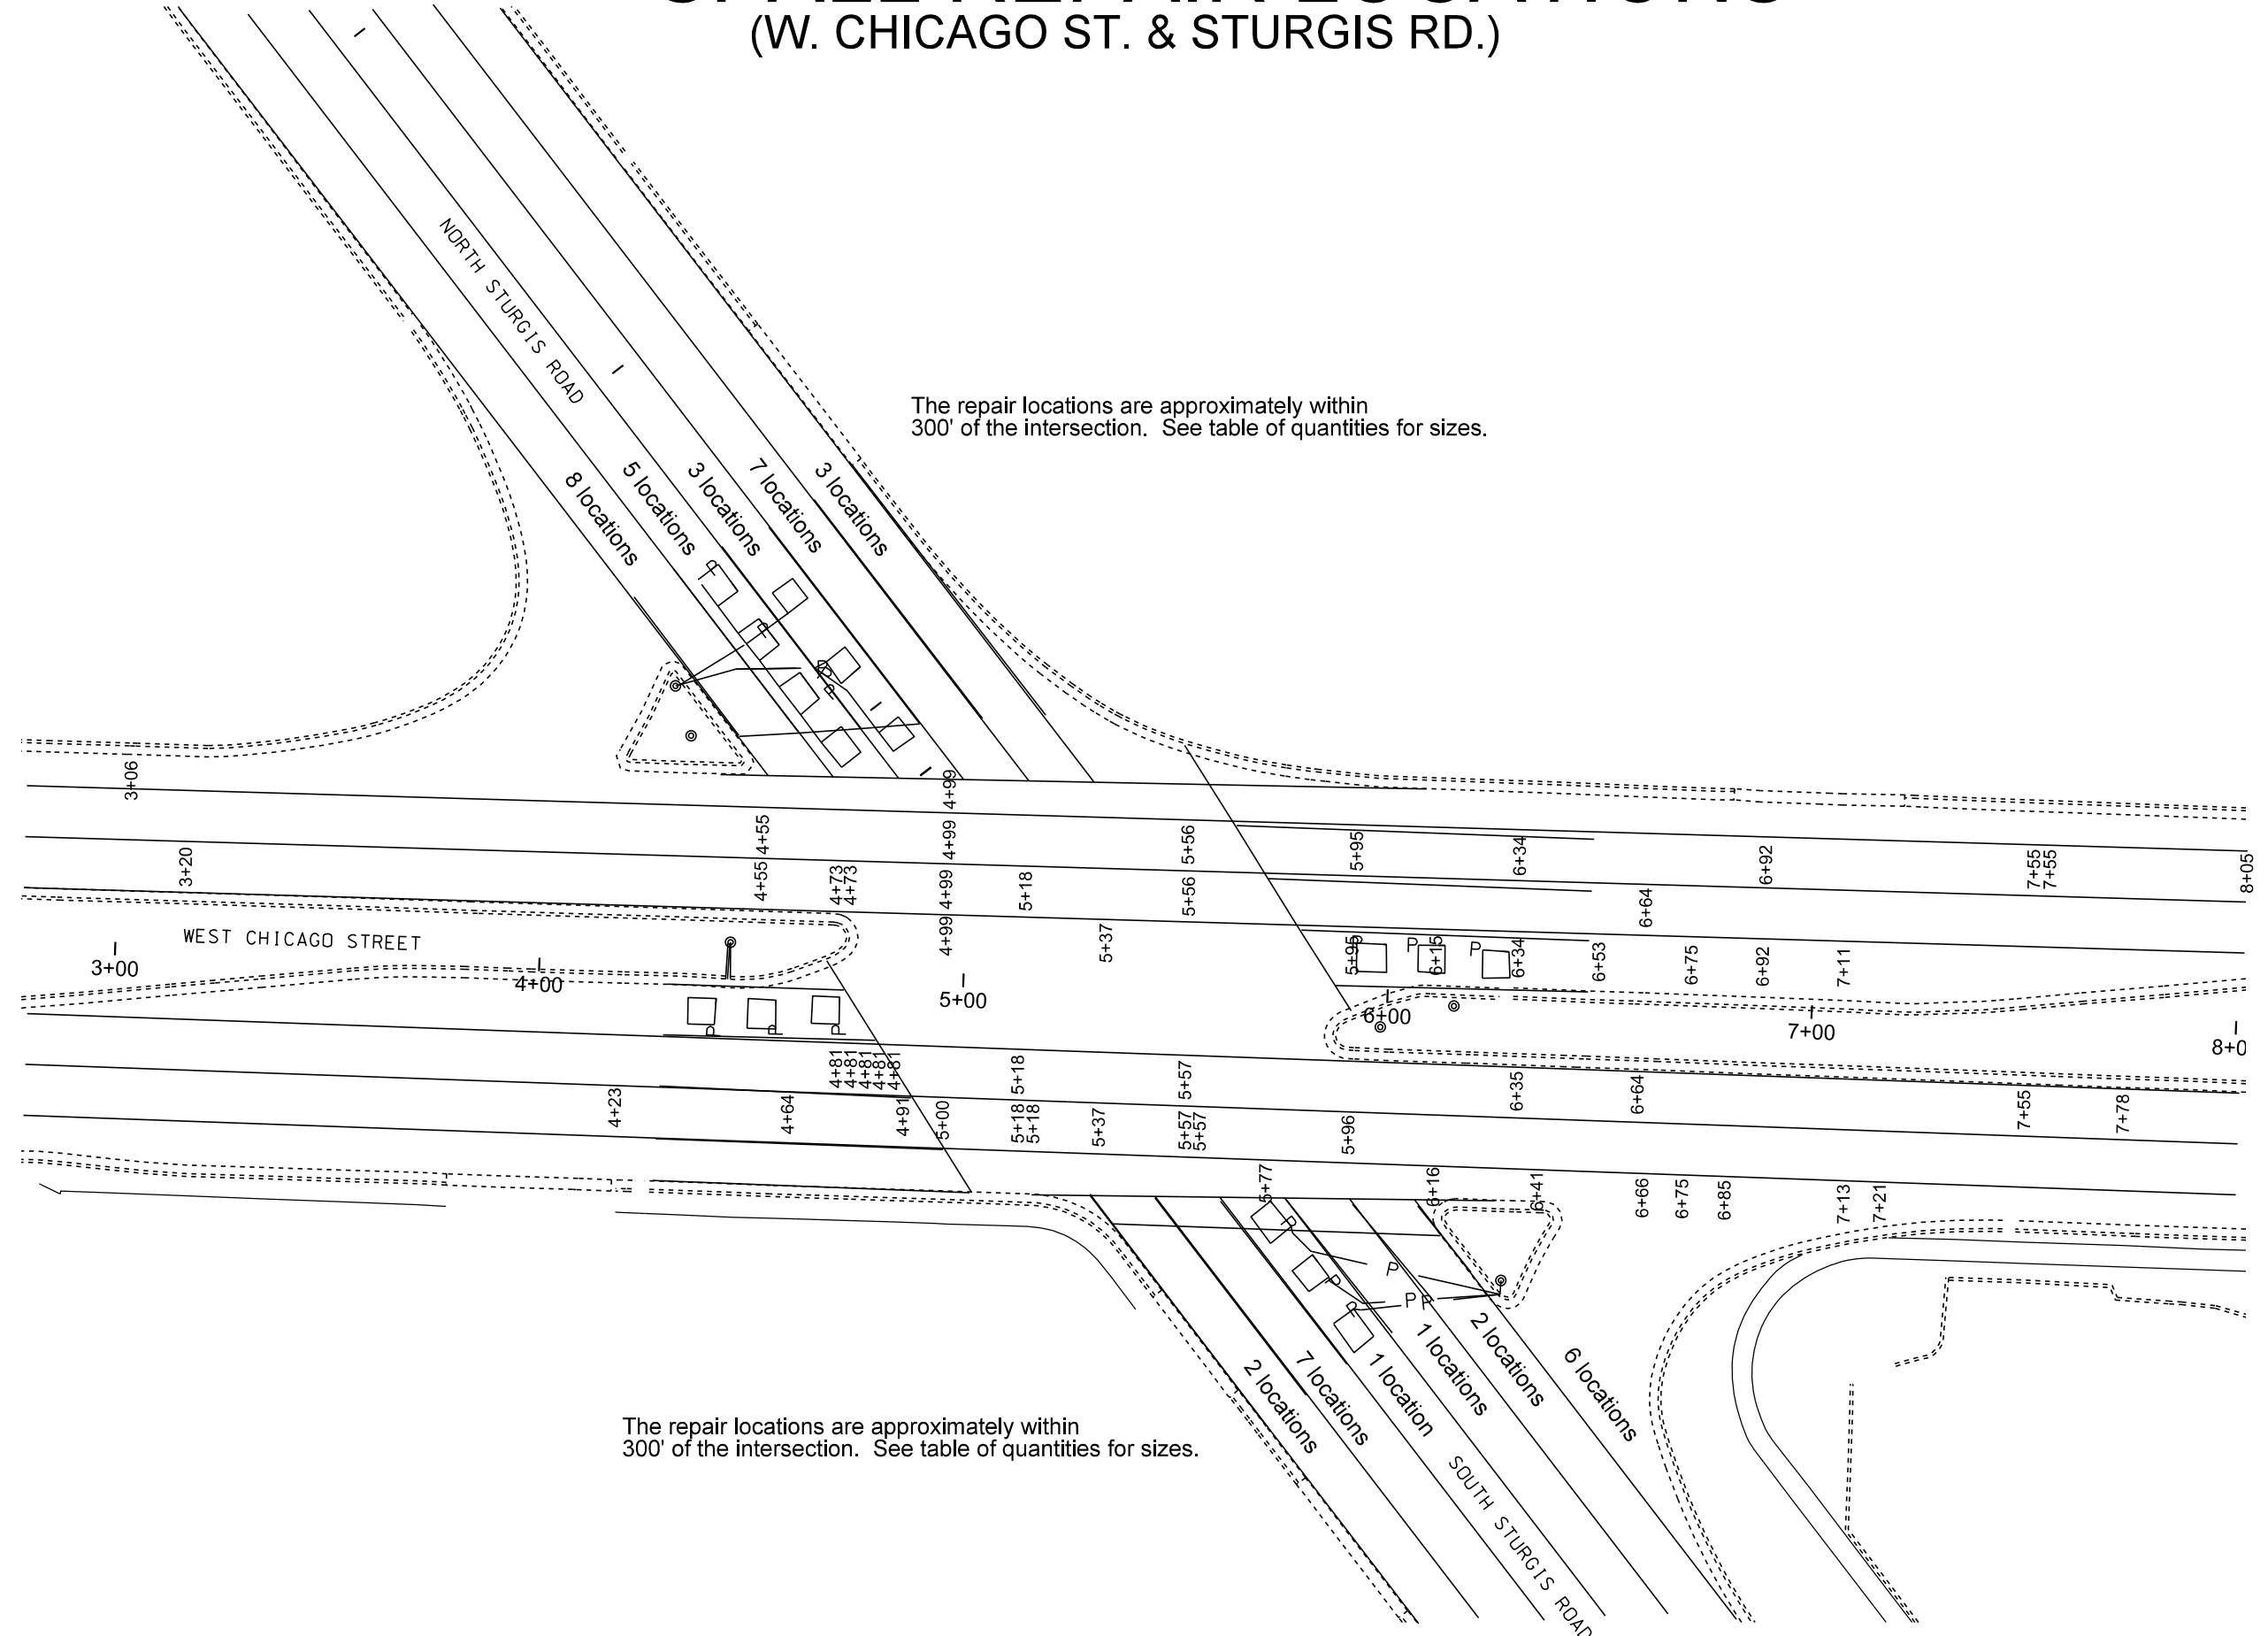 SPALL REPAIR LOCATIONS
(W. CHICAGO ST. & STURGIS RD.)
NORTH STURGIS ROAD
The repair locations are approximately within
300' of the intersection. See table of quantities for sizes.
8 locations
5 locations
3 locations
7 locations
3 locations
P
P
P
P
3+06
4+99
4+55
4+99
5+56
5+95
6+34
6+92
7+55
7+55
8+05
3+20
4+55
4+73
4+73
4+99
5+18
5+56
6+64
WEST CHICAGO STREET
4+99
5+37
5+95
P
P
6+15
P
6+34
6+53
6+75
6+92
7+11
3+00
4+00
5+00
6+00
7+00
8+0
P
P
P
4+81
4+81
4+81
4+81
4+81
5+18
5+57
6+35
6+64
4+23
4+64
4+91
5+00
5+18
5+18
5+37
5+57
5+57
5+96
7+55
7+78
5+77
6+16
6+41
6+66
6+75
6+85
7+13
7+21
P
P
P
P
P
P
2 locations
7 locations
1 location
1 locations
2 locations
6 locations
The repair locations are approximately within
300' of the intersection. See table of quantities for sizes.
SOUTH STURGIS ROAD